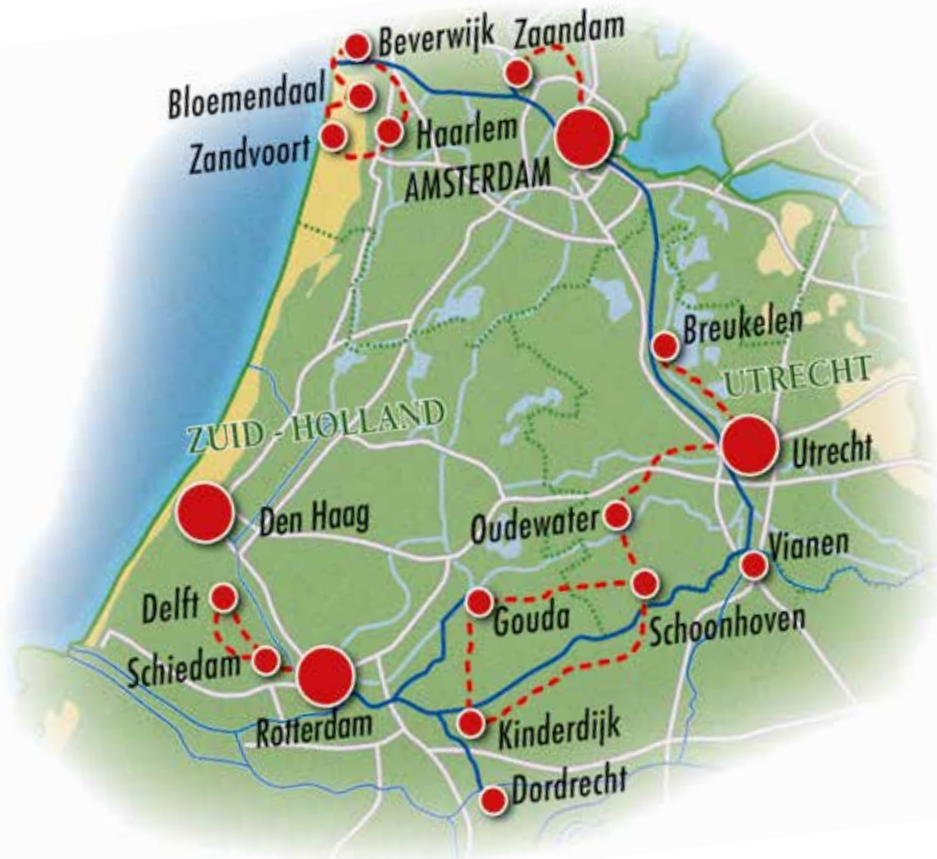 Beverwijk
Zaandam
Bloemendaal
Haarlem
Zandvoort
AMSTERDAM
Breukelen
UTRECHT
ZUID - HOLLAND
Utrecht
Den Haag
Oudewater
Vianen
Delft
Gouda
Schoonhoven
Schiedam
Rotterdam
Kinderdijk
Dordrecht